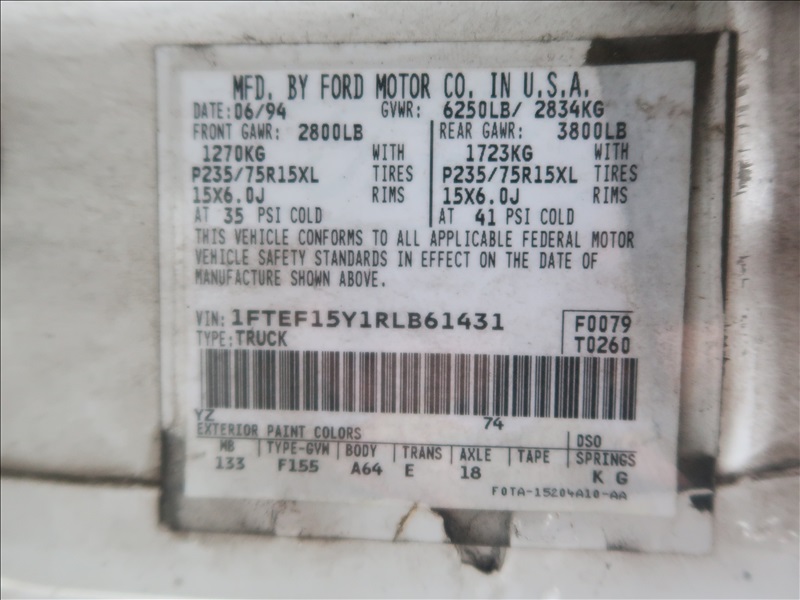 MFD. BY FORD MOTOR CO. IN U.S.A.
DATE: 06/94 GVWR: 6250LB/ 2834KG
FRONT GAWR: 2800LB REAR GAWR: 3800LB
1270KG WITH 1723KG WITH
P235/75R15XL TIRES P235/75R15XL TIRES
15X6.0J RIMS 15X6.0J RIMS
AT 35 PSI COLD AT 41 PSI COLD
THIS VEHICLE CONFORMS TO ALL APPLICABLE FEDERAL MOTOR
VEHICLE SAFETY STANDARDS IN EFFECT ON THE DATE OF
MANUFACTURE SHOWN ABOVE.
VIN: 1FTEF15Y1RLB61431 F0079
TYPE: TRUCK T0260
YZ 74
EXTERIOR PAINT COLORS DSO
WB TYPE-GVW BODY TRANS AXLE TAPE SPRINGS
133 F155 A64 E 18 K G
F0TA-15204A10-AA